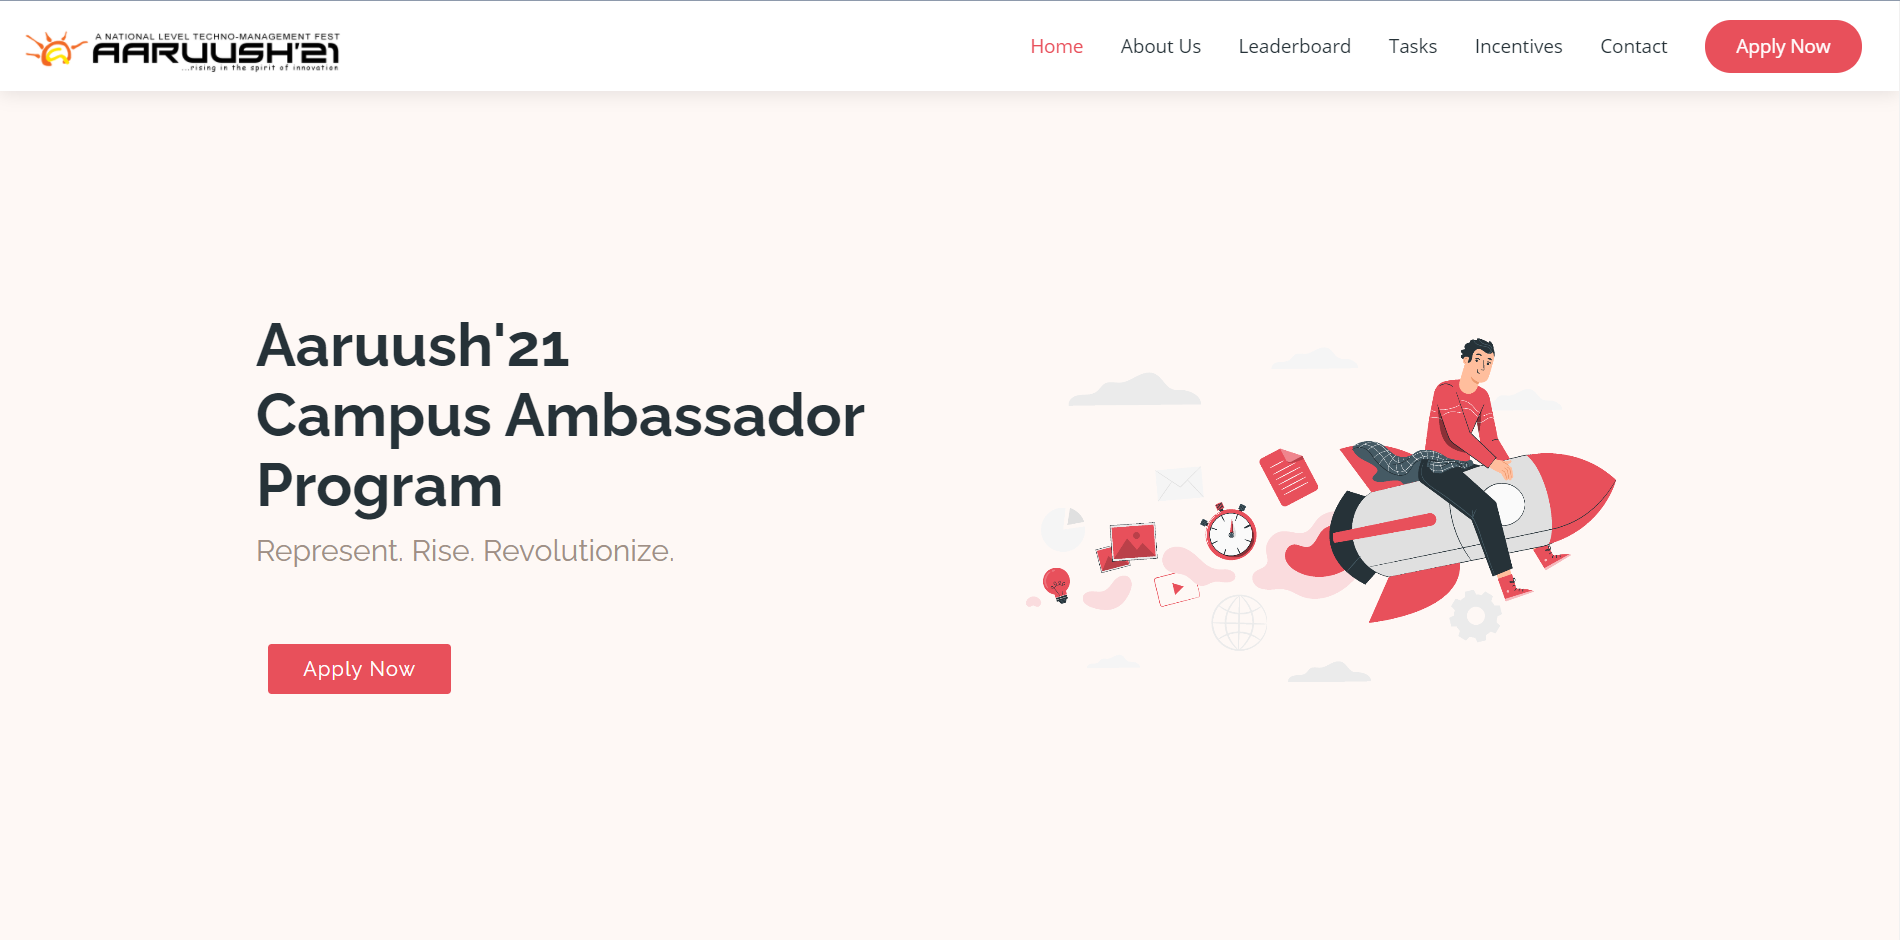 A NATIONAL LEVEL TECHNO-MANAGEMENT FEST
AARUUSH'21
...rising in the spirit of innovation
Home About Us Leaderboard Tasks Incentives Contact Apply Now
Aaruush'21
Campus Ambassador
Program
Represent. Rise. Revolutionize.
Apply Now